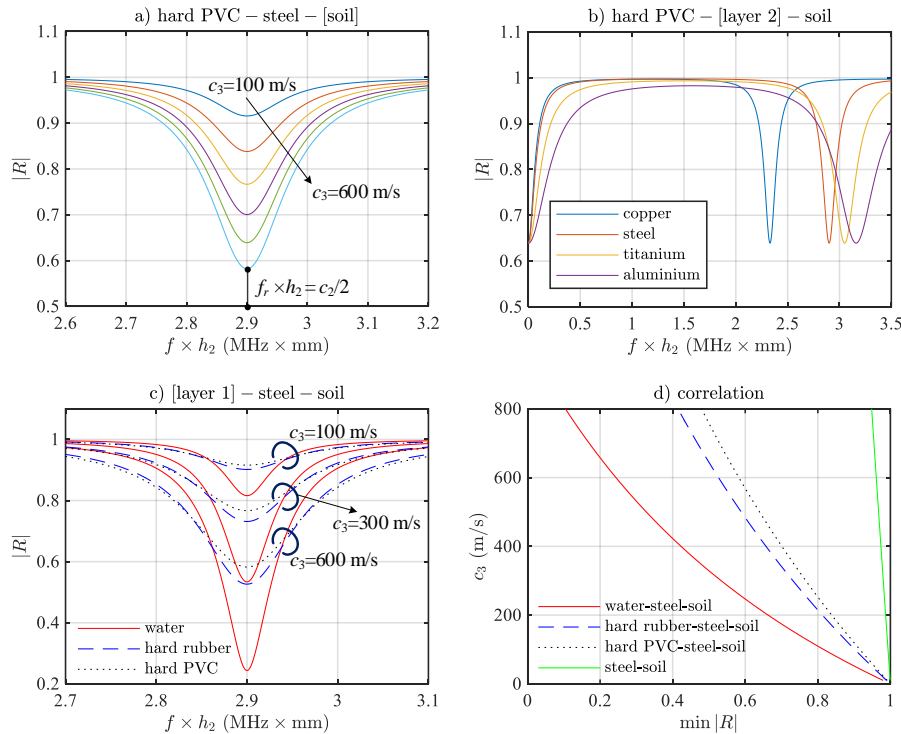 a) hard PVC – steel – [soil]
1.1
1
0.9
0.8
0.7
0.6
0.5
|R|
c₃=100 m/s
c₃=600 m/s
fᵣ ×h₂=c₂/2
2.6 2.7 2.8 2.9 3 3.1 3.2
f × h₂ (MHz × mm)
b) hard PVC – [layer 2] – soil
1.1
1
0.9
0.8
0.7
0.6
0.5
|R|
copper
steel
titanium
aluminium
0 0.5 1 1.5 2 2.5 3 3.5
f × h₂ (MHz × mm)
c) [layer 1] – steel – soil
1
0.8
0.6
0.4
0.2
|R|
c₃=100 m/s
c₃=300 m/s
c₃=600 m/s
water
hard rubber
hard PVC
2.7 2.8 2.9 3 3.1
f × h₂ (MHz × mm)
d) correlation
800
600
400
200
0
c₃ (m/s)
water-steel-soil
hard rubber-steel-soil
hard PVC-steel-soil
steel-soil
0 0.2 0.4 0.6 0.8 1
min |R|